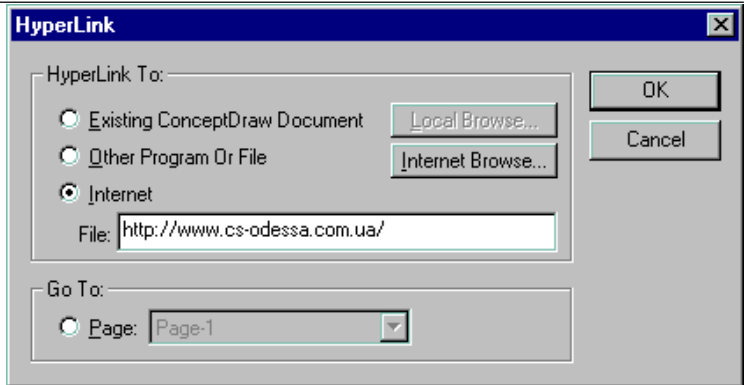 HyperLink
HyperLink To:
Existing ConceptDraw Document
Local Browse...
Other Program Or File
Internet Browse...
Internet
File: http://www.cs-odessa.com.ua/
OK
Cancel
Go To:
Page: Page-1